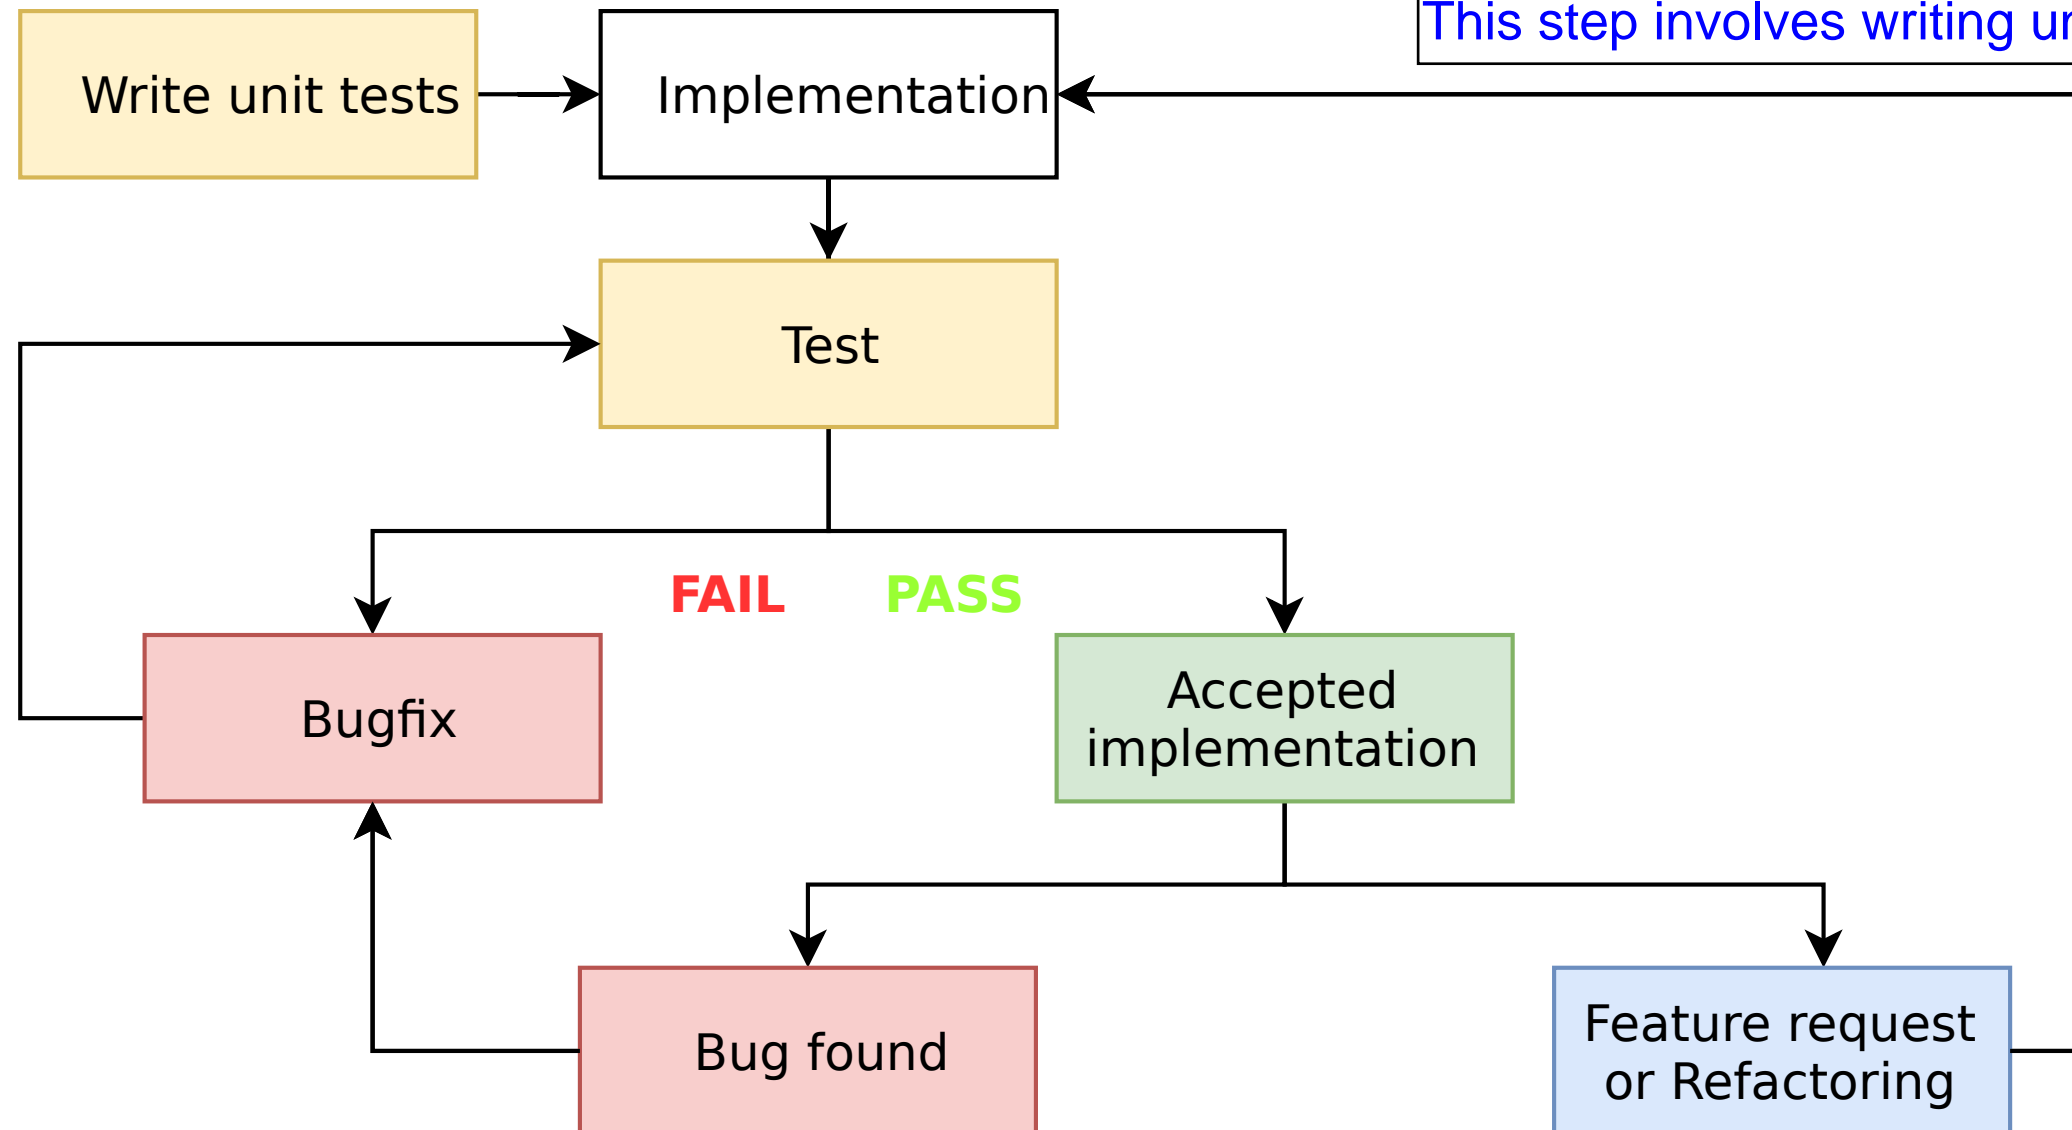 This step involves writing
Write unit tests
Implementation
Test
FAIL
PASS
Bugfix
Accepted
implementation
Bug found
Feature request
or Refactoring